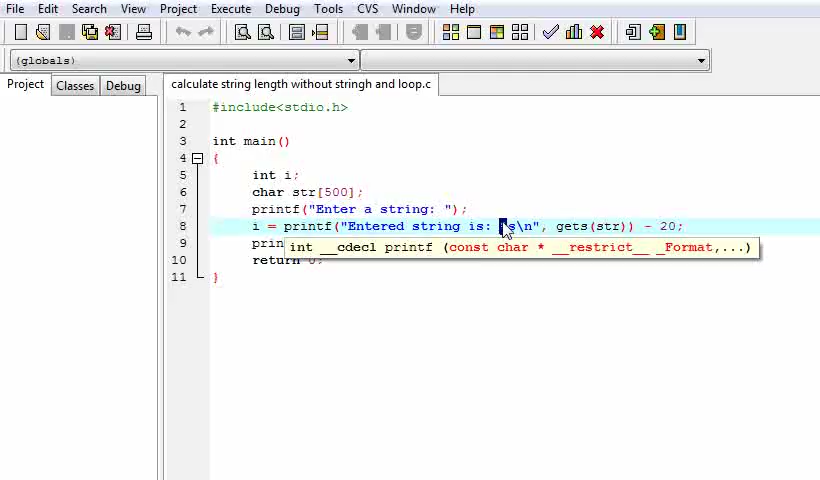 File Edit Search View Project Execute Debug Tools CVS Window Help
(globals)
Project Classes Debug
calculate string length without stringh and loop.c
1 #include<stdio.h>
2
3 int main()
4 {
5 int i;
6 char str[500];
7 printf("Enter a string: ");
8 i = printf("Entered string is: %s\n", gets(str)) - 20;
int __cdecl printf (const char * __restrict__ _Format,...)
9 prin
10 return 0;
11 }